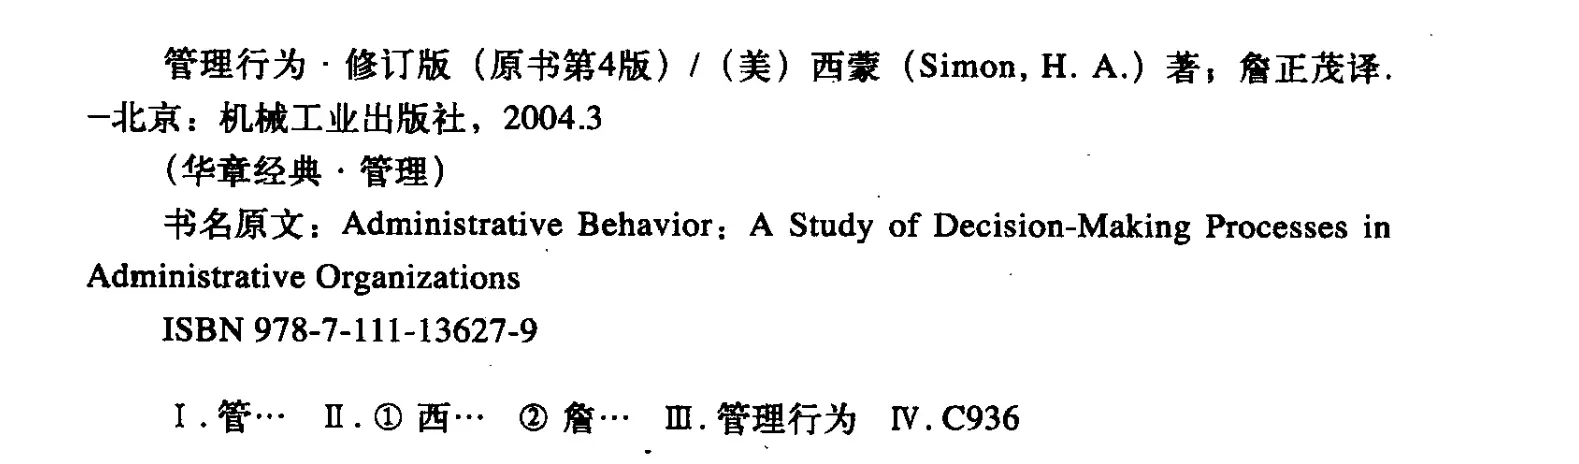 管理行为·修订版（原书第4版）/（美）西蒙（Simon, H. A.）著；詹正茂译.
—北京：机械工业出版社，2004.3
（华章经典·管理）
书名原文：Administrative Behavior：A Study of Decision-Making Processes in
Administrative Organizations
ISBN 978-7-111-13627-9
Ⅰ.管… Ⅱ.①西… ②詹… Ⅲ.管理行为 Ⅳ.C936